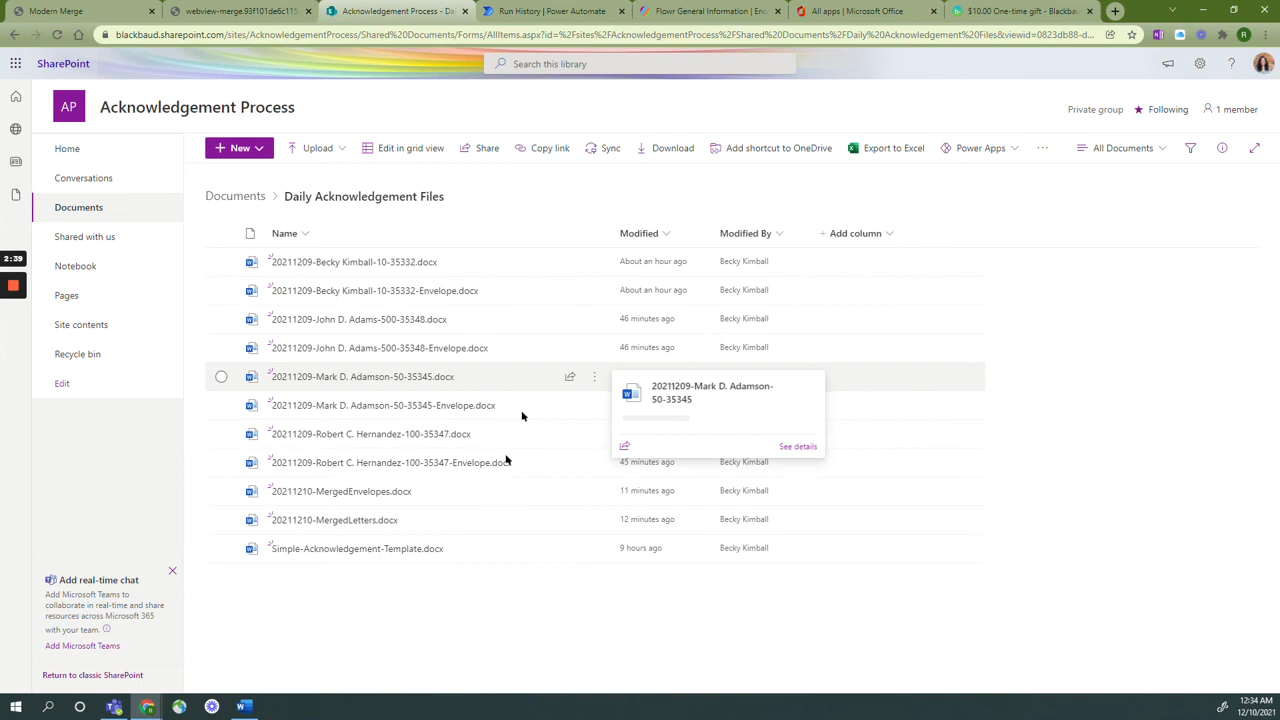 Modern Merge
modern-merge.93f1101d6c115.
Acknowledgement Process - Da
Run History | Power Automate
Flowr General Information | Enc
All apps | Microsoft Office
$10.00 One-time gift - Blackbau
blackbaud.sharepoint.com/sites/AcknowledgementProcess/Shared%20Documents/Forms/AllItems.aspx?id=%2Fsites%2FAcknowledgementProcess%2FShared%20Documents%2FDaily%20Acknowledgement%20Files&viewid=0823db88-d...
SharePoint
Search this library
AP
Acknowledgement Process
Private group
Following
1 member
Home
Conversations
Documents
Shared with us
Notebook
Pages
Site contents
Recycle bin
Edit
2:39
New
Upload
Edit in grid view
Share
Copy link
Sync
Download
Add shortcut to OneDrive
Export to Excel
Power Apps
All Documents
Documents > Daily Acknowledgement Files
Name
Modified
Modified By
+ Add column
20211209-Becky Kimball-10-35332.docx
About an hour ago
Becky Kimball
20211209-Becky Kimball-10-35332-Envelope.docx
About an hour ago
Becky Kimball
20211209-John D. Adams-500-35348.docx
46 minutes ago
Becky Kimball
20211209-John D. Adams-500-35348-Envelope.docx
46 minutes ago
Becky Kimball
20211209-Mark D. Adamson-50-35345.docx
20211209-Mark D. Adamson-50-35345-Envelope.docx
20211209-Mark D. Adamson-
50-35345
See details
20211209-Robert C. Hernandez-100-35347.docx
20211209-Robert C. Hernandez-100-35347-Envelope.docx
45 minutes ago
Becky Kimball
20211210-MergedEnvelopes.docx
11 minutes ago
Becky Kimball
20211210-MergedLetters.docx
12 minutes ago
Becky Kimball
Simple-Acknowledgement-Template.docx
9 hours ago
Becky Kimball
Add real-time chat
Add Microsoft Teams to
collaborate in real-time and share
resources across Microsoft 365
with your team.
Add Microsoft Teams
Return to classic SharePoint
12:34 AM
12/10/2021